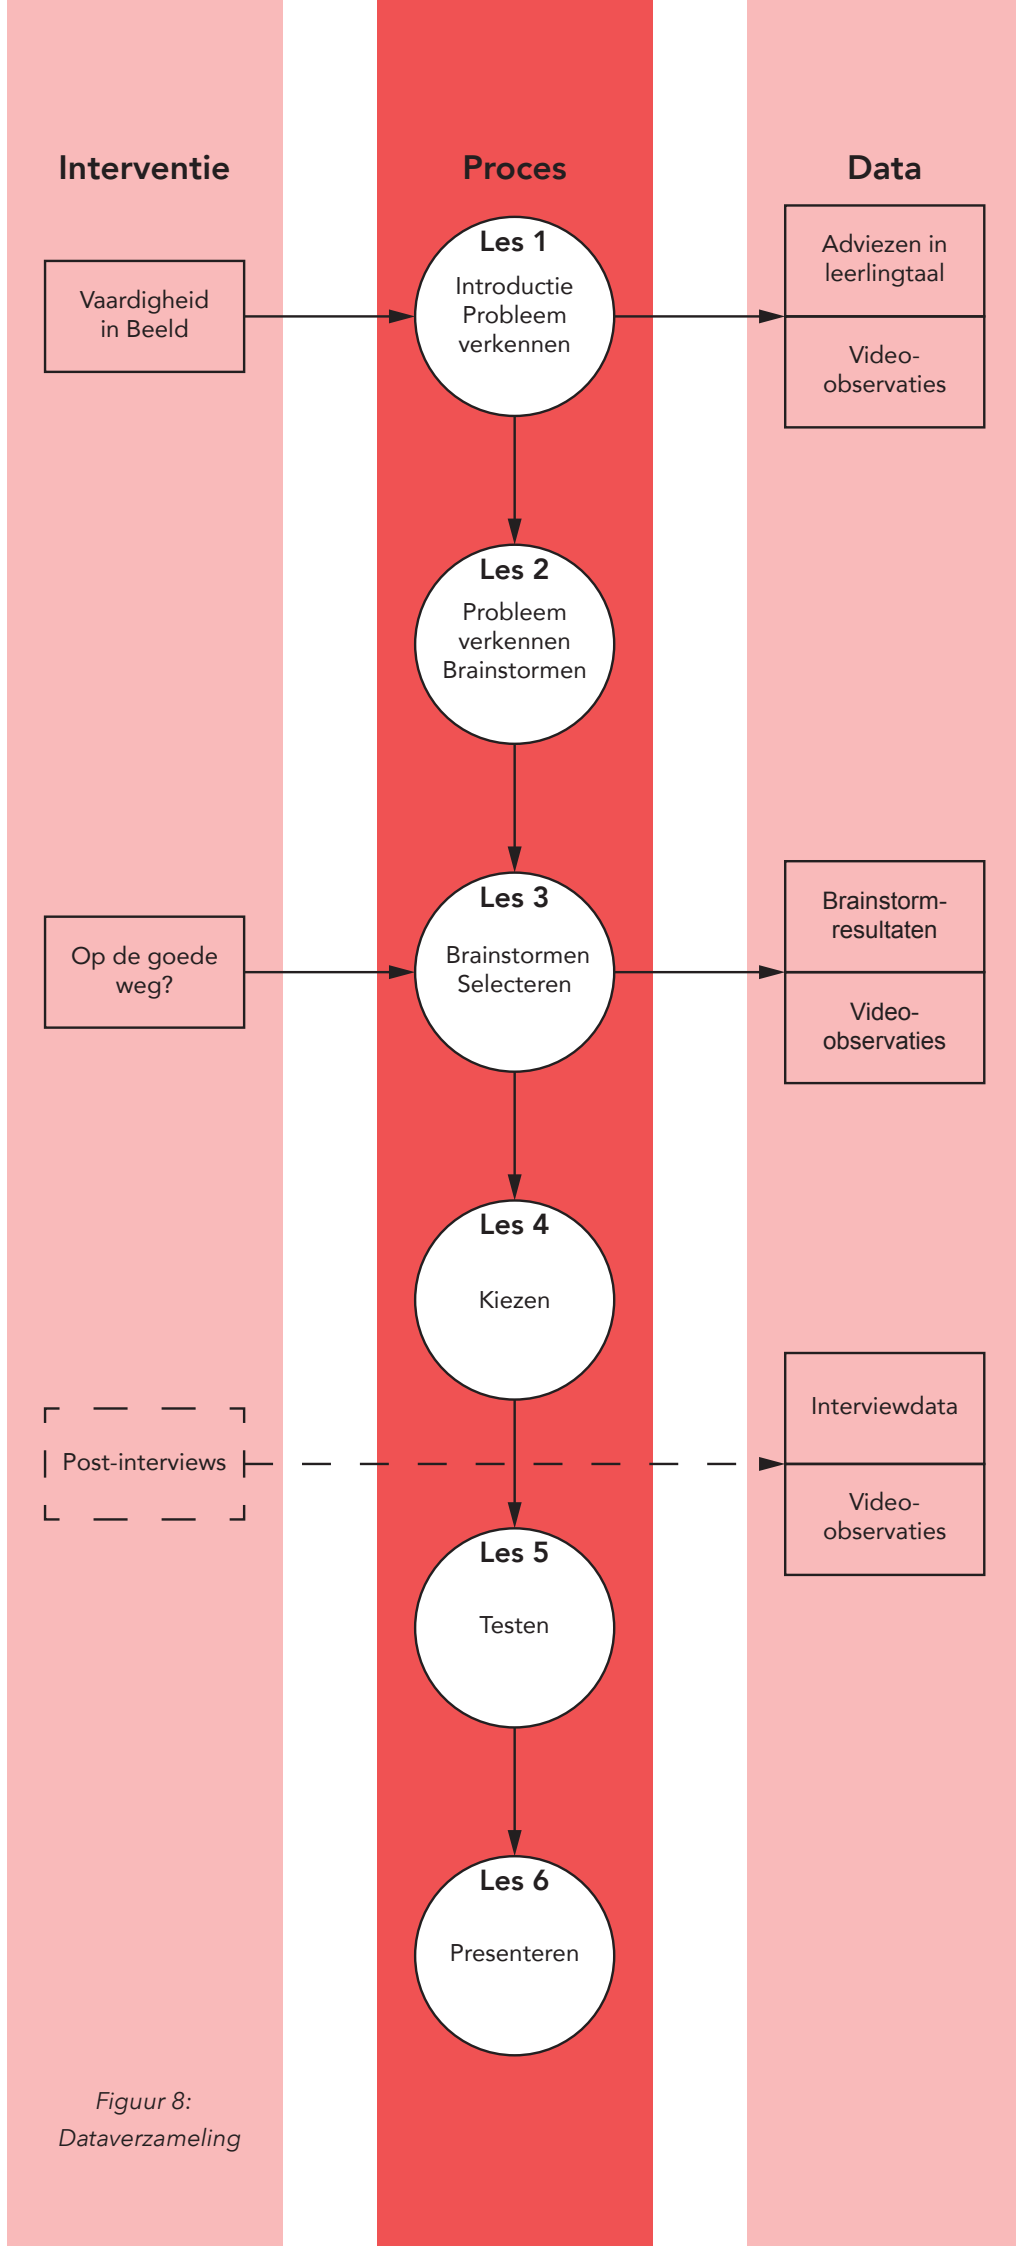 Interventie
Proces
Data
Vaardigheid
in Beeld
Les 1
Introductie
Probleem
verkennen
Adviezen in
leerlingtaal
Video-
observaties
Les 2
Probleem
verkennen
Brainstormen
Op de goede
weg?
Les 3
Brainstormen
Selecteren
Brainstorm-
resultaten
Video-
observaties
Les 4
Kiezen
Post-interviews
Interviewdata
Video-
observaties
Les 5
Testen
Les 6
Presenteren
Figuur 8:
Dataverzameling